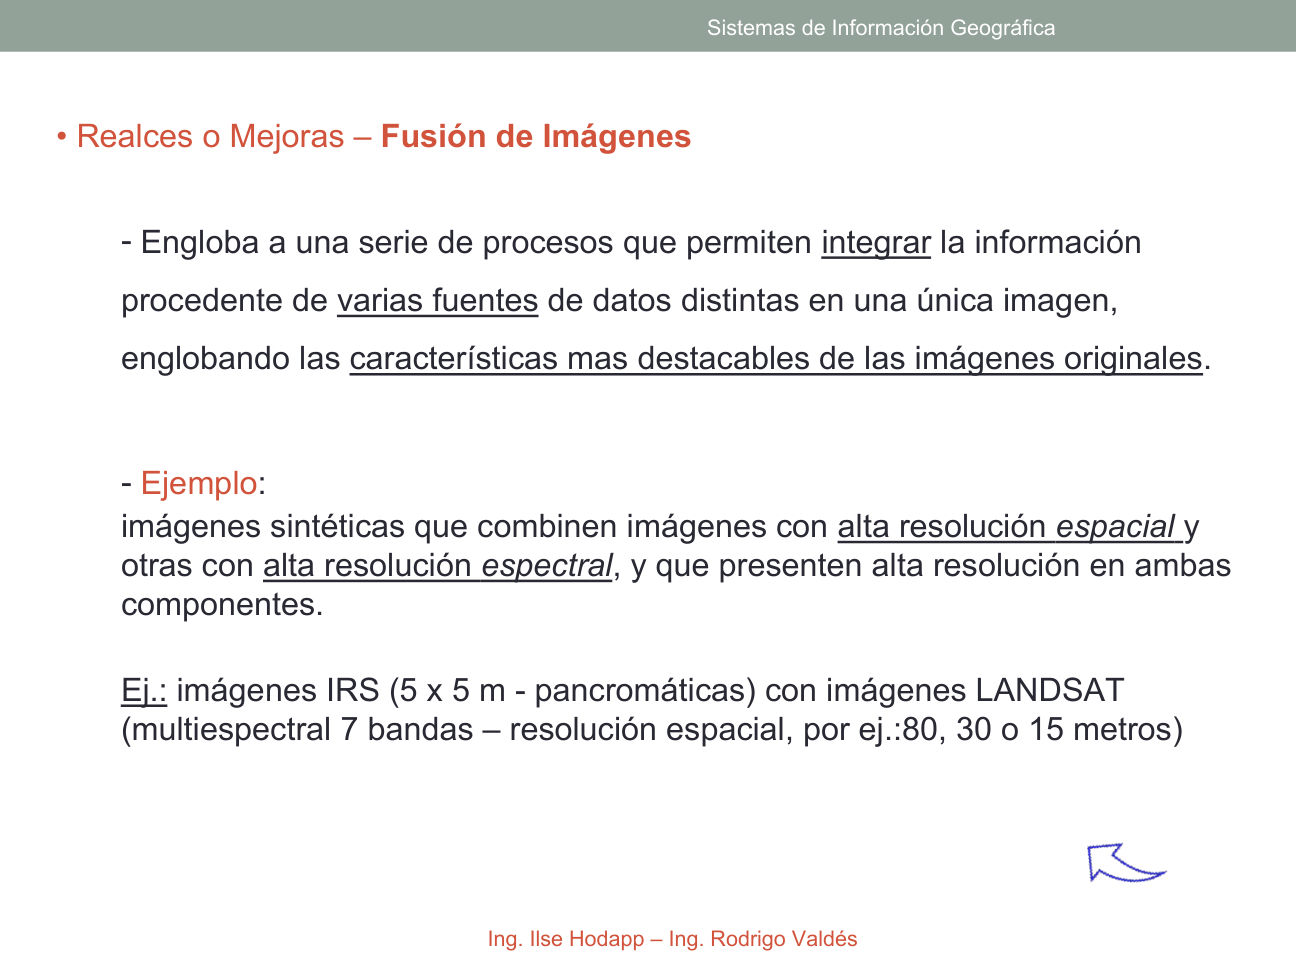 Sistemas de Información Geográfica
• Realces o Mejoras – Fusión de Imágenes
- Engloba a una serie de procesos que permiten integrar la información
procedente de varias fuentes de datos distintas en una única imagen,
englobando las características mas destacables de las imágenes originales.
- Ejemplo:
imágenes sintéticas que combinen imágenes con alta resolución espacial y
otras con alta resolución espectral, y que presenten alta resolución en ambas
componentes.
Ej.: imágenes IRS (5 x 5 m - pancromáticas) con imágenes LANDSAT
(multiespectral 7 bandas – resolución espacial, por ej.:80, 30 o 15 metros)
Ing. Ilse Hodapp – Ing. Rodrigo Valdés